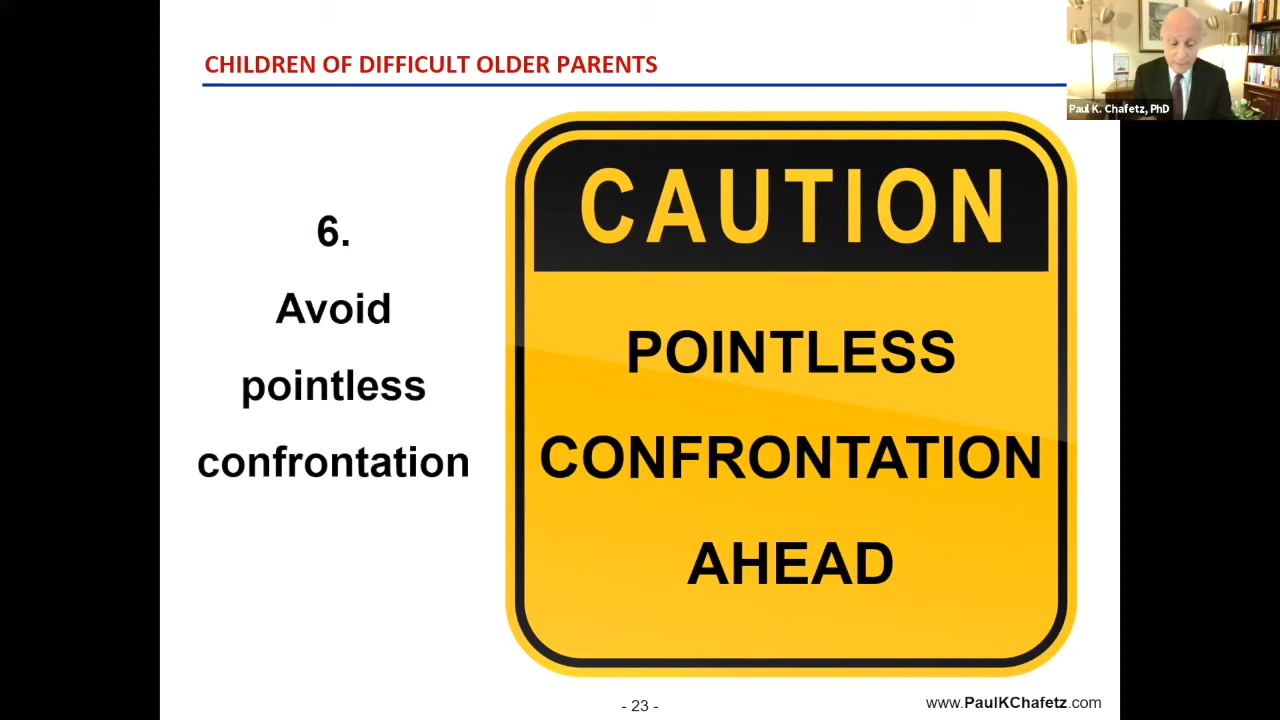 CHILDREN OF DIFFICULT OLDER PARENTS
Paul K. Chafetz, PhD
6.
Avoid
pointless
confrontation
CAUTION
POINTLESS
CONFRONTATION
AHEAD
- 23 -
www.PaulKChafetz.com